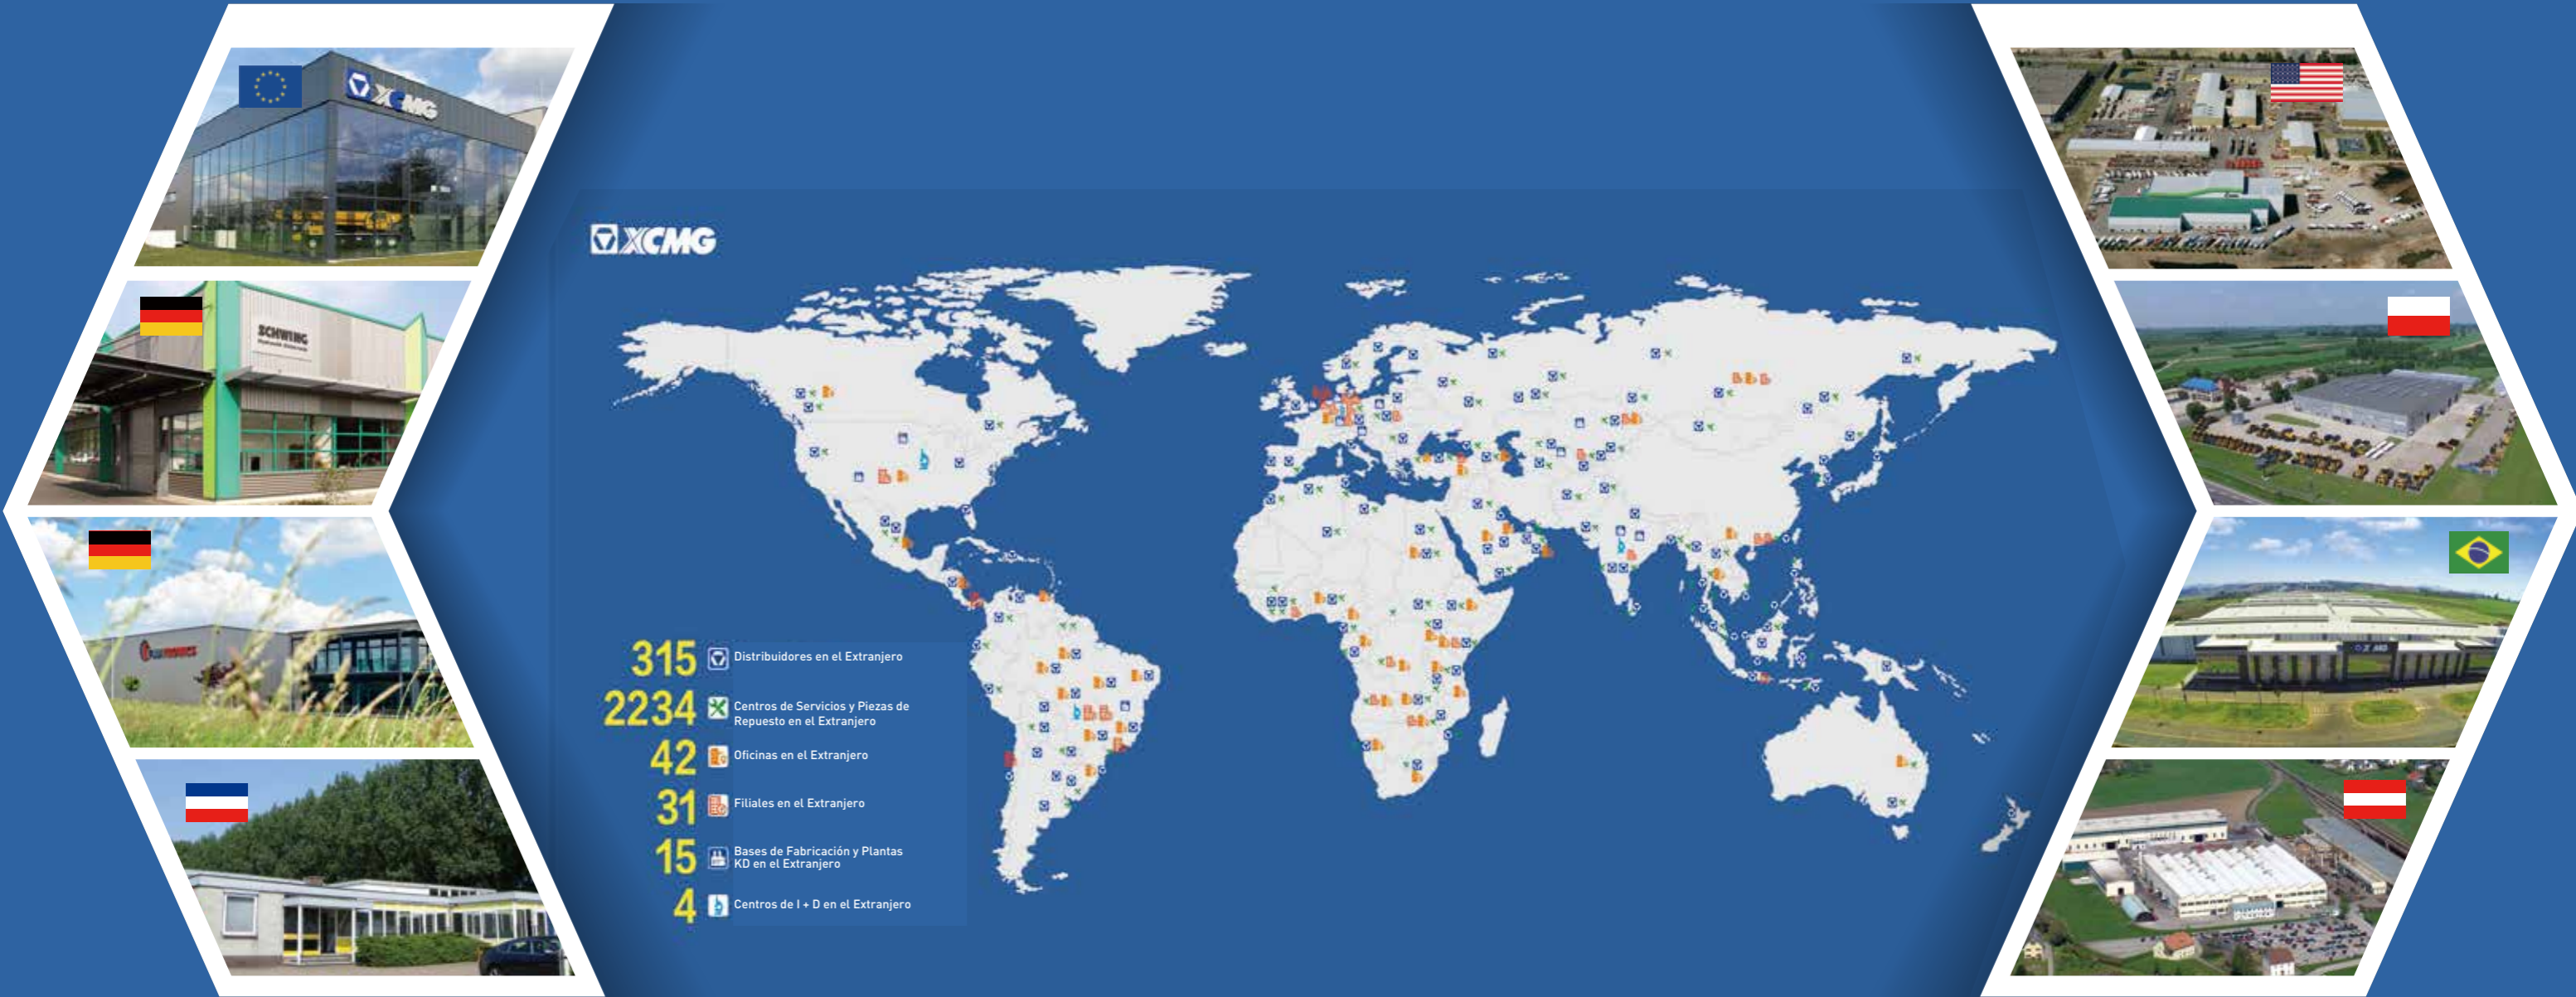 XCMG
SCHWING
XCMG
315
Distribuidores en el Extranjero
2234
Centros de Servicios y Piezas de
Repuesto en el Extranjero
42
Oficinas en el Extranjero
31
Filiales en el Extranjero
15
Bases de Fabricación y Plantas
KD en el Extranjero
4
Centros de I + D en el Extranjero